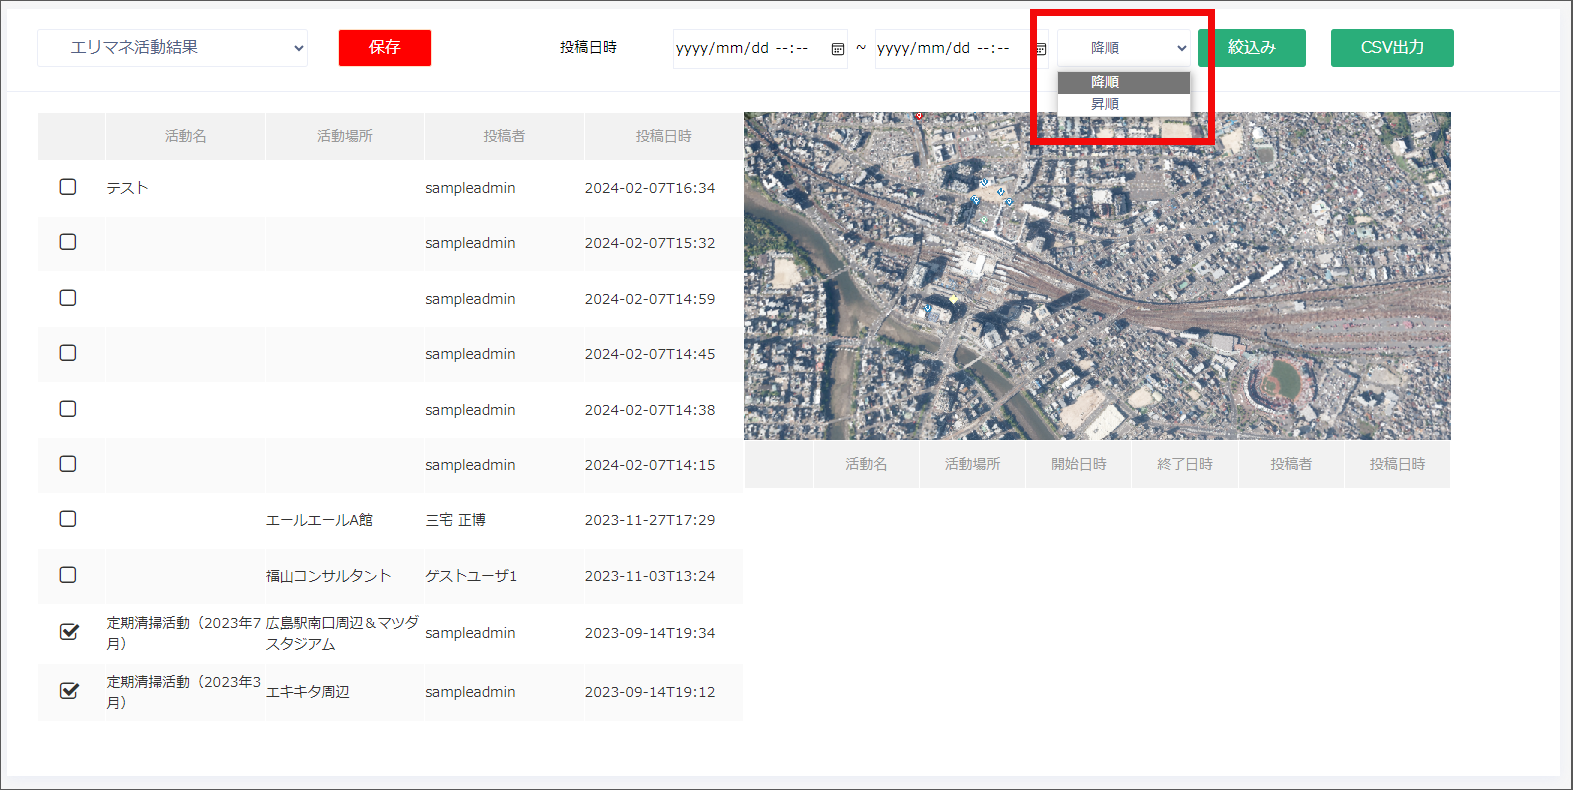 エリマネ活動結果
保存
投稿日時
yyyy/mm/dd --:--
~
yyyy/mm/dd --:--
降順
絞込み
CSV出力
降順
昇順
活動名 活動場所 投稿者 投稿日時
テスト sampleadmin 2024-02-07T16:34
sampleadmin 2024-02-07T15:32
sampleadmin 2024-02-07T14:59
sampleadmin 2024-02-07T14:45
sampleadmin 2024-02-07T14:38
sampleadmin 2024-02-07T14:15
エールエールA館 三宅 正博 2023-11-27T17:29
福山コンサルタント ゲストユーザ1 2023-11-03T13:24
定期清掃活動（2023年7
月）
広島駅南口周辺＆マツダ
スタジアム
sampleadmin 2023-09-14T19:34
定期清掃活動（2023年3
月）
エキキタ周辺 sampleadmin 2023-09-14T19:12
活動名 活動場所 開始日時 終了日時 投稿者 投稿日時